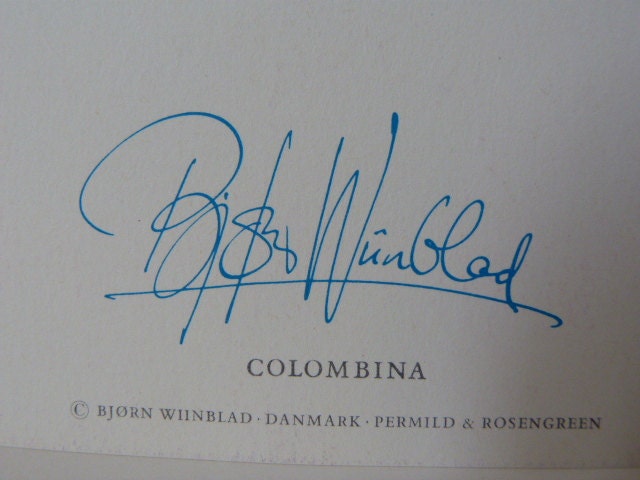 Bjørn Wiinblad
COLOMBINA
© BJØRN WIINBLAD · DANMARK · PERMILD & ROSENGREEN